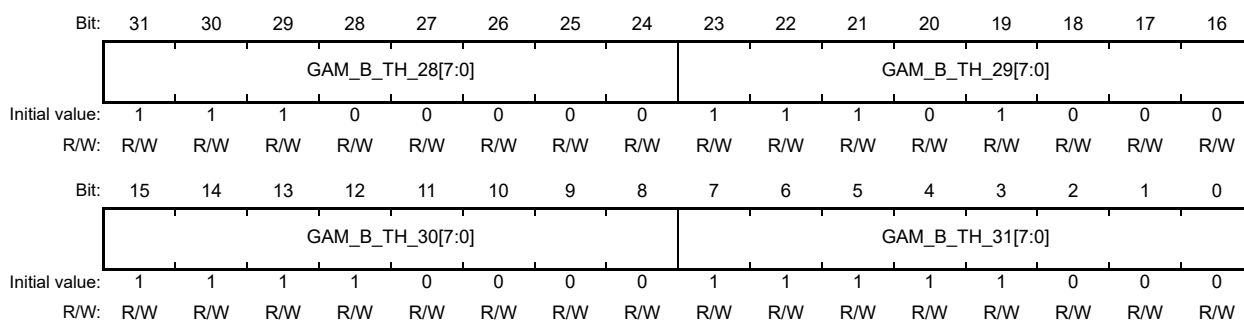 Bit: 31 30 29 28 27 26 25 24 23 22 21 20 19 18 17 16
GAM_B_TH_28[7:0] GAM_B_TH_29[7:0]
Initial value: 1 1 1 0 0 0 0 0 1 1 1 0 1 0 0 0
R/W: R/W R/W R/W R/W R/W R/W R/W R/W R/W R/W R/W R/W R/W R/W R/W R/W
Bit: 15 14 13 12 11 10 9 8 7 6 5 4 3 2 1 0
GAM_B_TH_30[7:0] GAM_B_TH_31[7:0]
Initial value: 1 1 1 1 0 0 0 0 1 1 1 1 1 0 0 0
R/W: R/W R/W R/W R/W R/W R/W R/W R/W R/W R/W R/W R/W R/W R/W R/W R/W